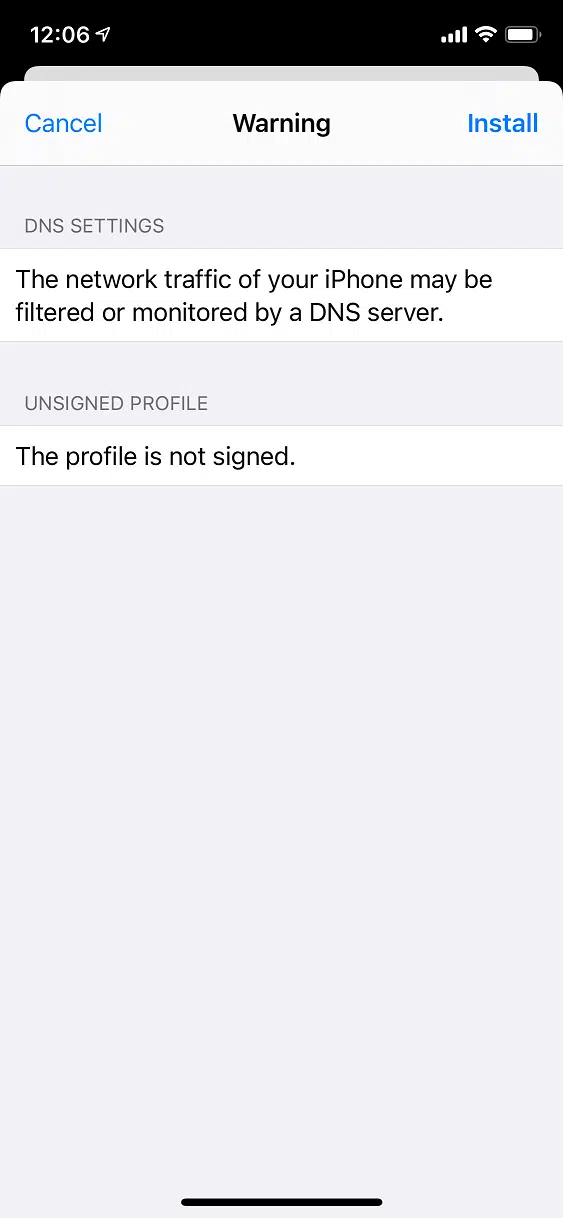 12:06
Cancel Warning Install
DNS SETTINGS
The network traffic of your iPhone may be
filtered or monitored by a DNS server.
UNSIGNED PROFILE
The profile is not signed.